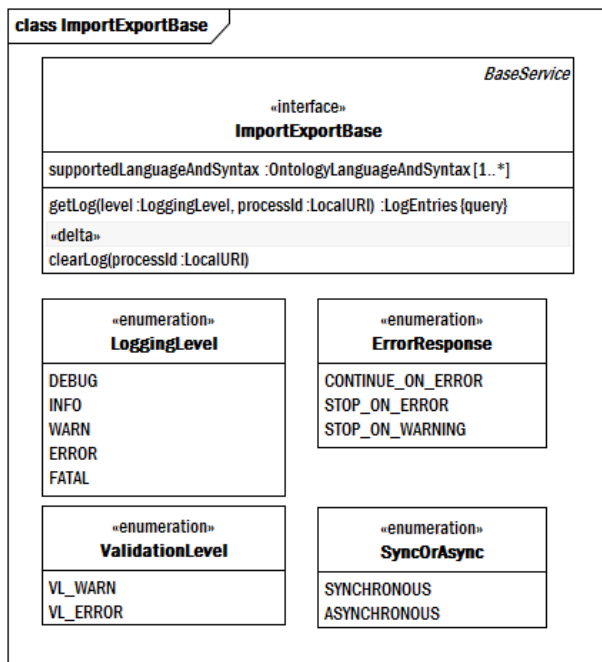 class ImportExportBase
BaseService
«interface»
ImportExportBase
supportedLanguageAndSyntax :OntologyLanguageAndSyntax [1..*]
getLog(level :LoggingLevel, processId :LocalURI) :LogEntries {query}
«delta»
clearLog(processId :LocalURI)
«enumeration»
LoggingLevel
DEBUG
INFO
WARN
ERROR
FATAL
«enumeration»
ErrorResponse
CONTINUE_ON_ERROR
STOP_ON_ERROR
STOP_ON_WARNING
«enumeration»
ValidationLevel
VL_WARN
VL_ERROR
«enumeration»
SyncOrAsync
SYNCHRONOUS
ASYNCHRONOUS